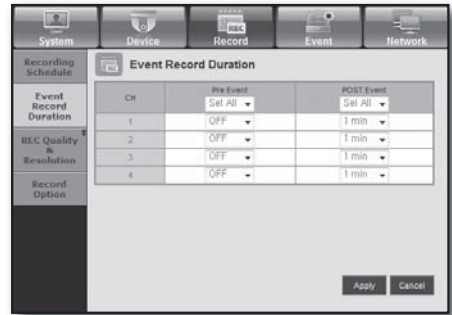 REC
System Device Record Event Network
Recording
Schedule
Event
Record
Duration
REC Quality
&
Resolution
Record
Option
Event Record Duration
CH Pre Event POST Event
Sel All Sel All
1 OFF 1 min
2 OFF 1 min
3 OFF 1 min
4 OFF 1 min
Apply Cancel